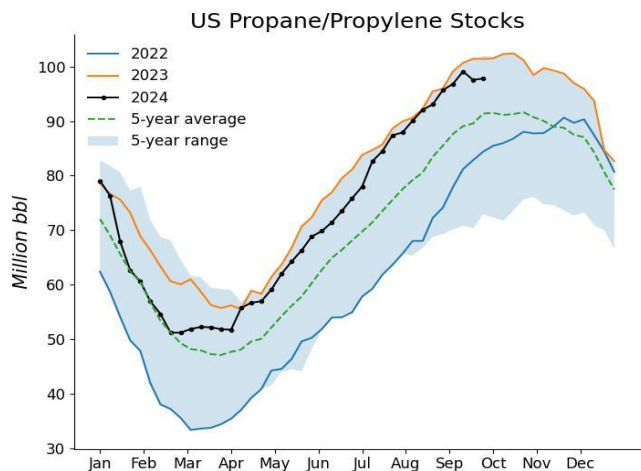 US Propane/Propylene Stocks
Million bbl
100
90
80
70
60
50
40
30
2022
2023
2024
5-year average
5-year range
Jan Feb Mar Apr May Jun Jul Aug Sep Oct Nov Dec